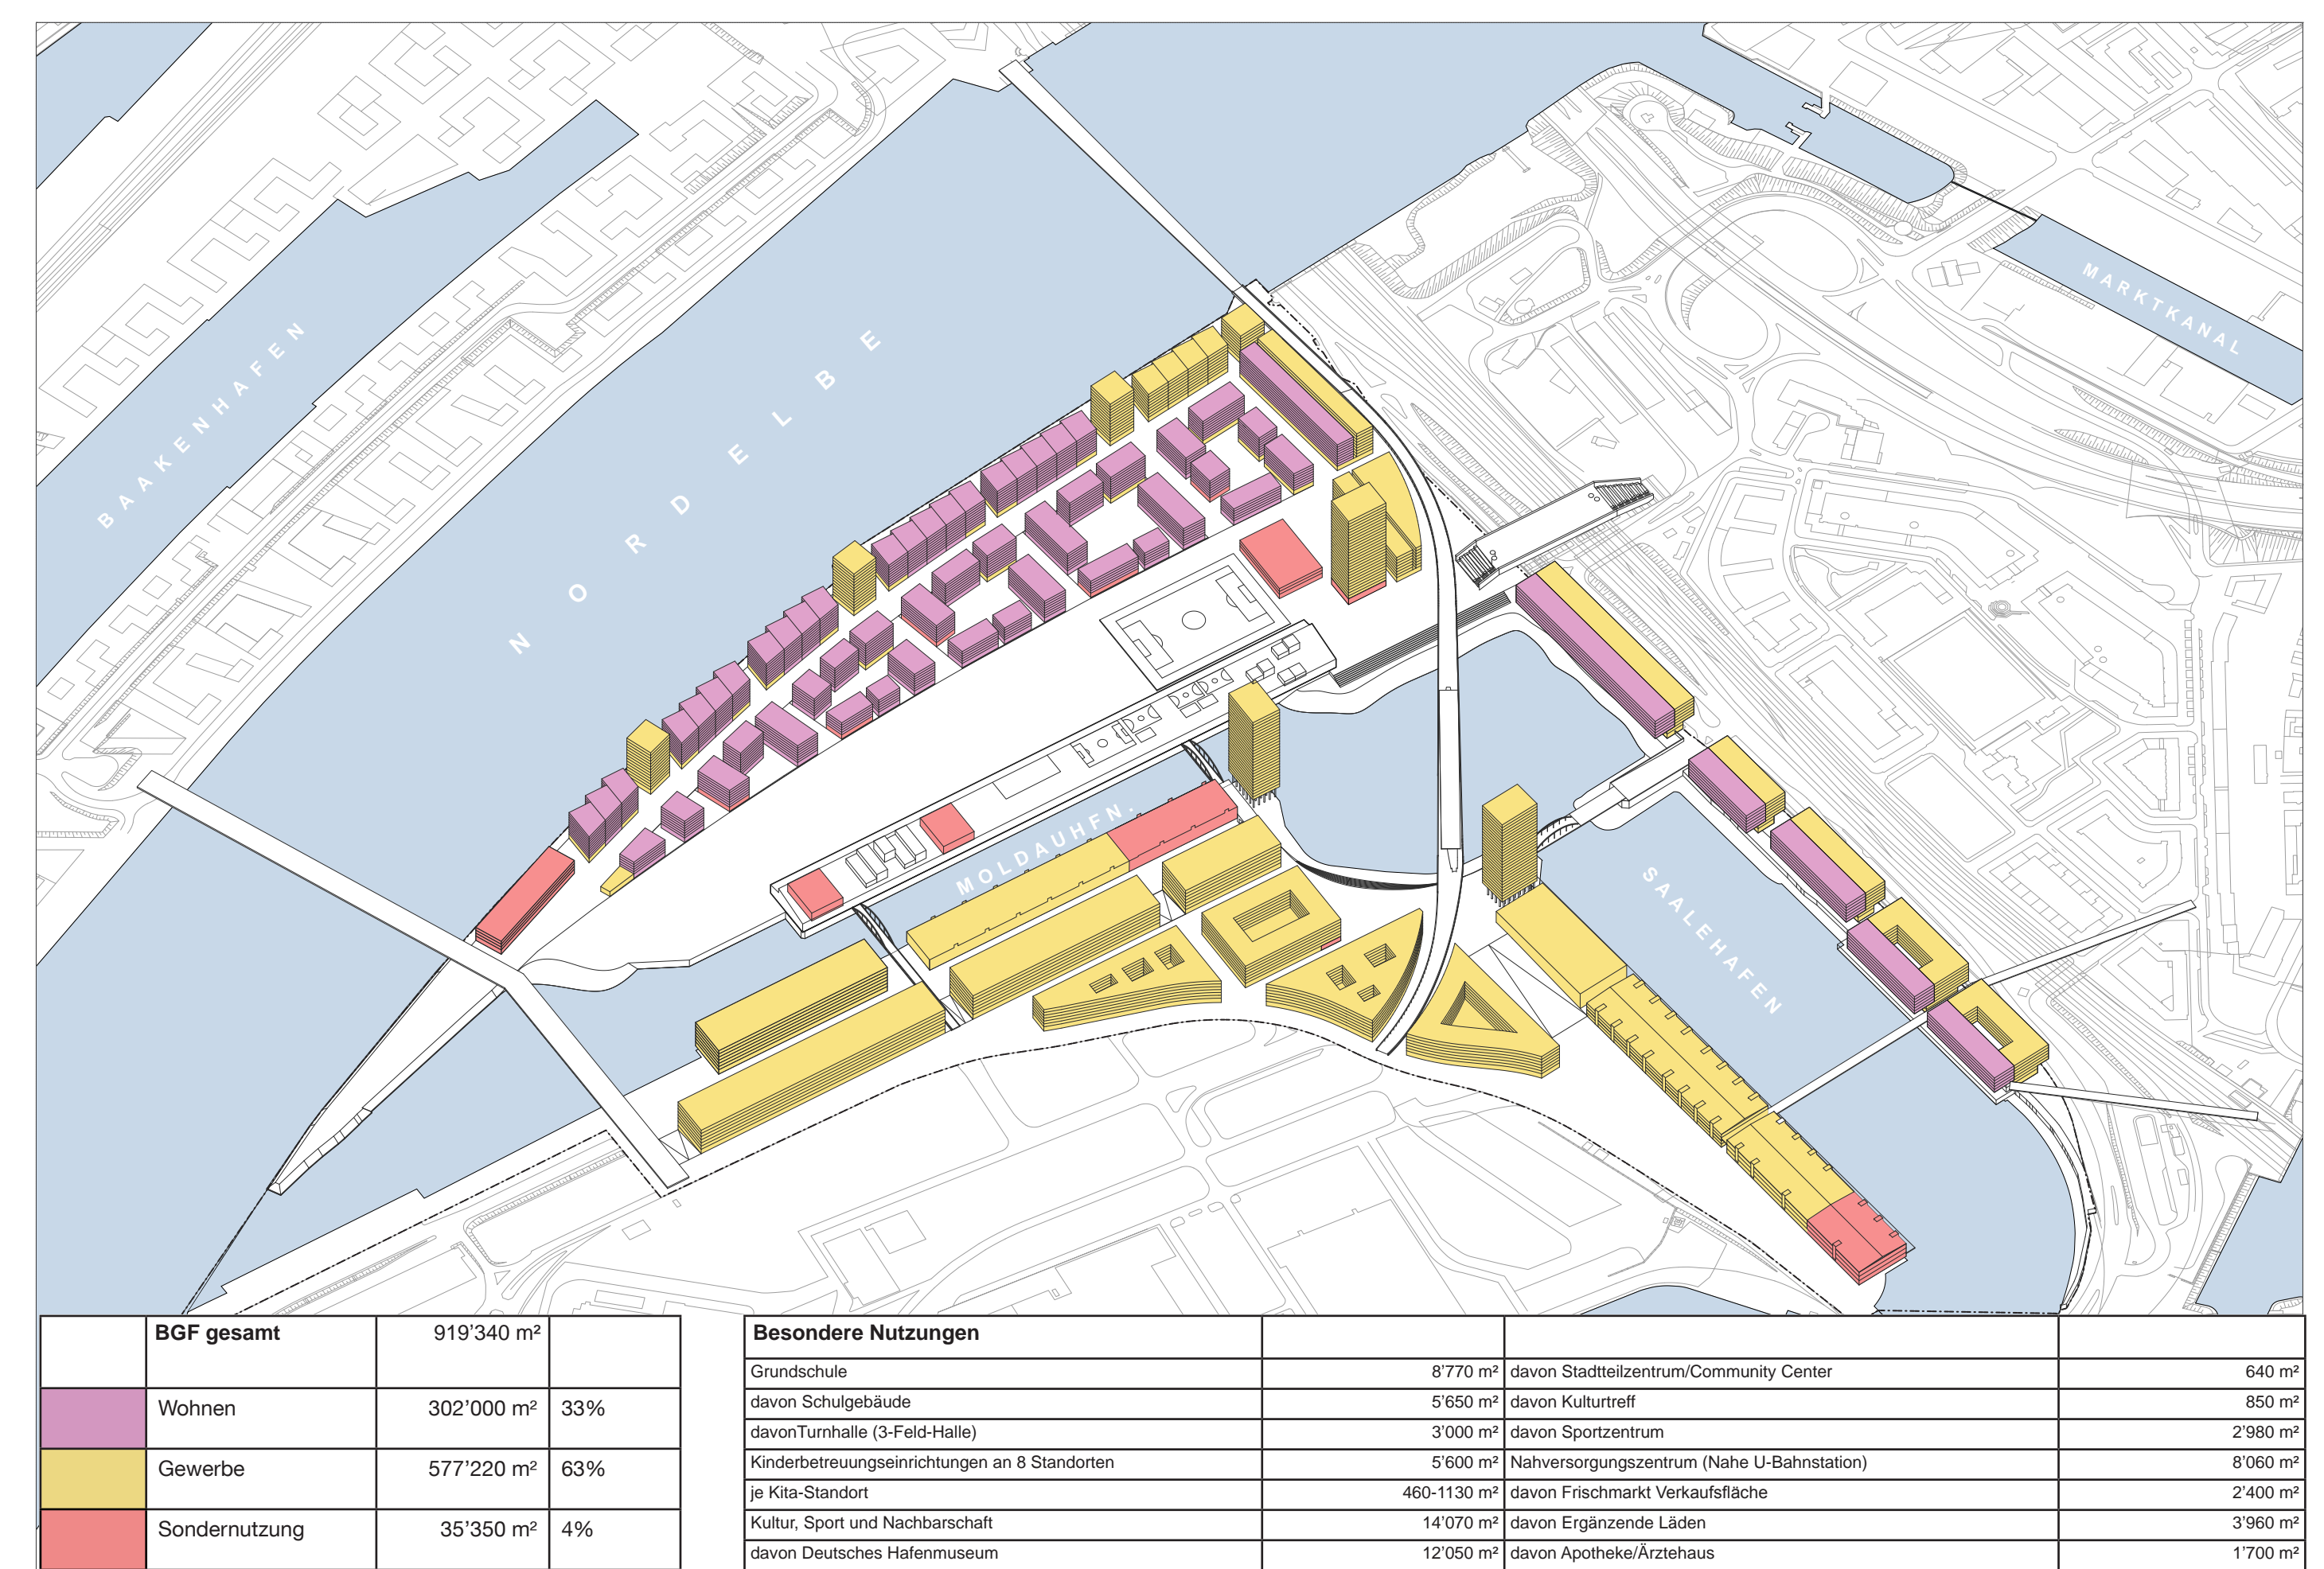 MARKTKANAL
BAAKENHAFEN
NORDELBE
MOLDAUHFN.
SAALEHAFEN
BGF gesamt 919'340 m²
Wohnen 302'000 m² 33%
Gewerbe 577'220 m² 63%
Sondernutzung 35'350 m² 4%
Besondere Nutzungen
Grundschule 8'770 m² davon Stadtteilzentrum/Community Center 640 m²
davon Schulgebäude 5'650 m² davon Kulturtreff 850 m²
davonTurnhalle (3-Feld-Halle) 3'000 m² davon Sportzentrum 2'980 m²
Kinderbetreuungseinrichtungen an 8 Standorten 5'600 m² Nahversorgungszentrum (Nahe U-Bahnstation) 8'060 m²
je Kita-Standort 460-1130 m² davon Frischmarkt Verkaufsfläche 2'400 m²
Kultur, Sport und Nachbarschaft 14'070 m² davon Ergänzende Läden 3'960 m²
davon Deutsches Hafenmuseum 12'050 m² davon Apotheke/Ärztehaus 1'700 m²